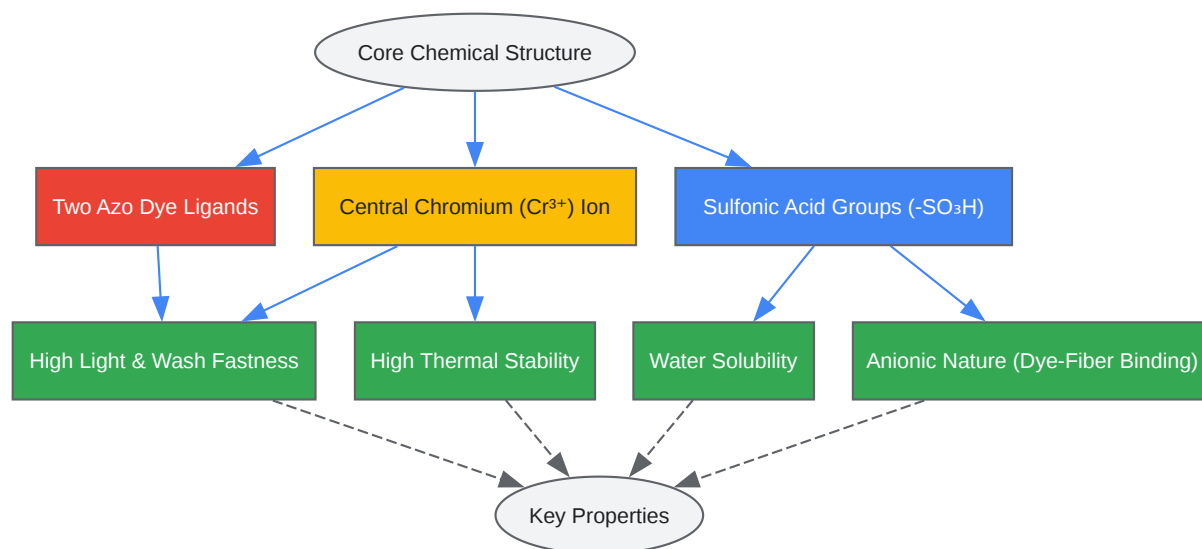 Core Chemical Structure
Two Azo Dye Ligands
Central Chromium (Cr³⁺) Ion
Sulfonic Acid Groups (-SO₃H)
High Light & Wash Fastness
High Thermal Stability
Water Solubility
Anionic Nature (Dye-Fiber Binding)
Key Properties